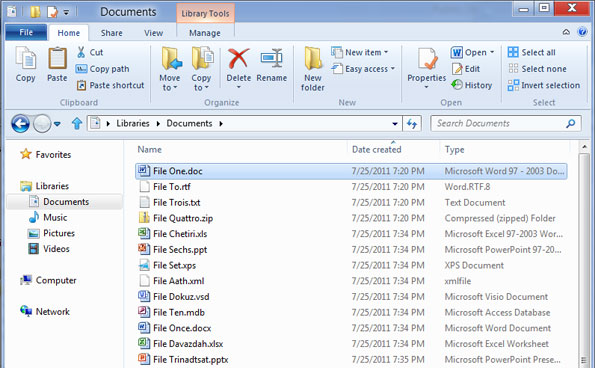 Documents
Library Tools
File Home Share View Manage
Copy
Paste
Cut
Copy path
Paste shortcut
Clipboard
Move to
Copy to
Delete
Rename
Organize
New folder
New item
Easy access
New
Properties
Open
Edit
History
Open
Select all
Select none
Invert selection
Select
Libraries Documents
Search Documents
Favorites
Libraries
Documents
Music
Pictures
Videos
Computer
Network
Name Date created Type
File One.doc 7/25/2011 7:20 PM Microsoft Word 97 - 2003 Do...
File To.rtf 7/25/2011 7:20 PM Word.RTF.8
File Trois.txt 7/25/2011 7:20 PM Text Document
File Quattro.zip 7/25/2011 7:20 PM Compressed (zipped) Folder
File Chetiri.xls 7/25/2011 7:34 PM Microsoft Excel 97-2003 Wor...
File Sechs.ppt 7/25/2011 7:34 PM Microsoft PowerPoint 97-20...
File Set.xps 7/25/2011 7:34 PM XPS Document
File Aath.xml 7/25/2011 7:34 PM xmlfile
File Dokuz.vsd 7/25/2011 7:34 PM Microsoft Visio Document
File Ten.mdb 7/25/2011 7:34 PM Microsoft Access Database
File Once.docx 7/25/2011 7:34 PM Microsoft Word Document
File Davazdah.xlsx 7/25/2011 7:34 PM Microsoft Excel Worksheet
File Trinadtsat.pptx 7/25/2011 7:35 PM Microsoft PowerPoint Prese...